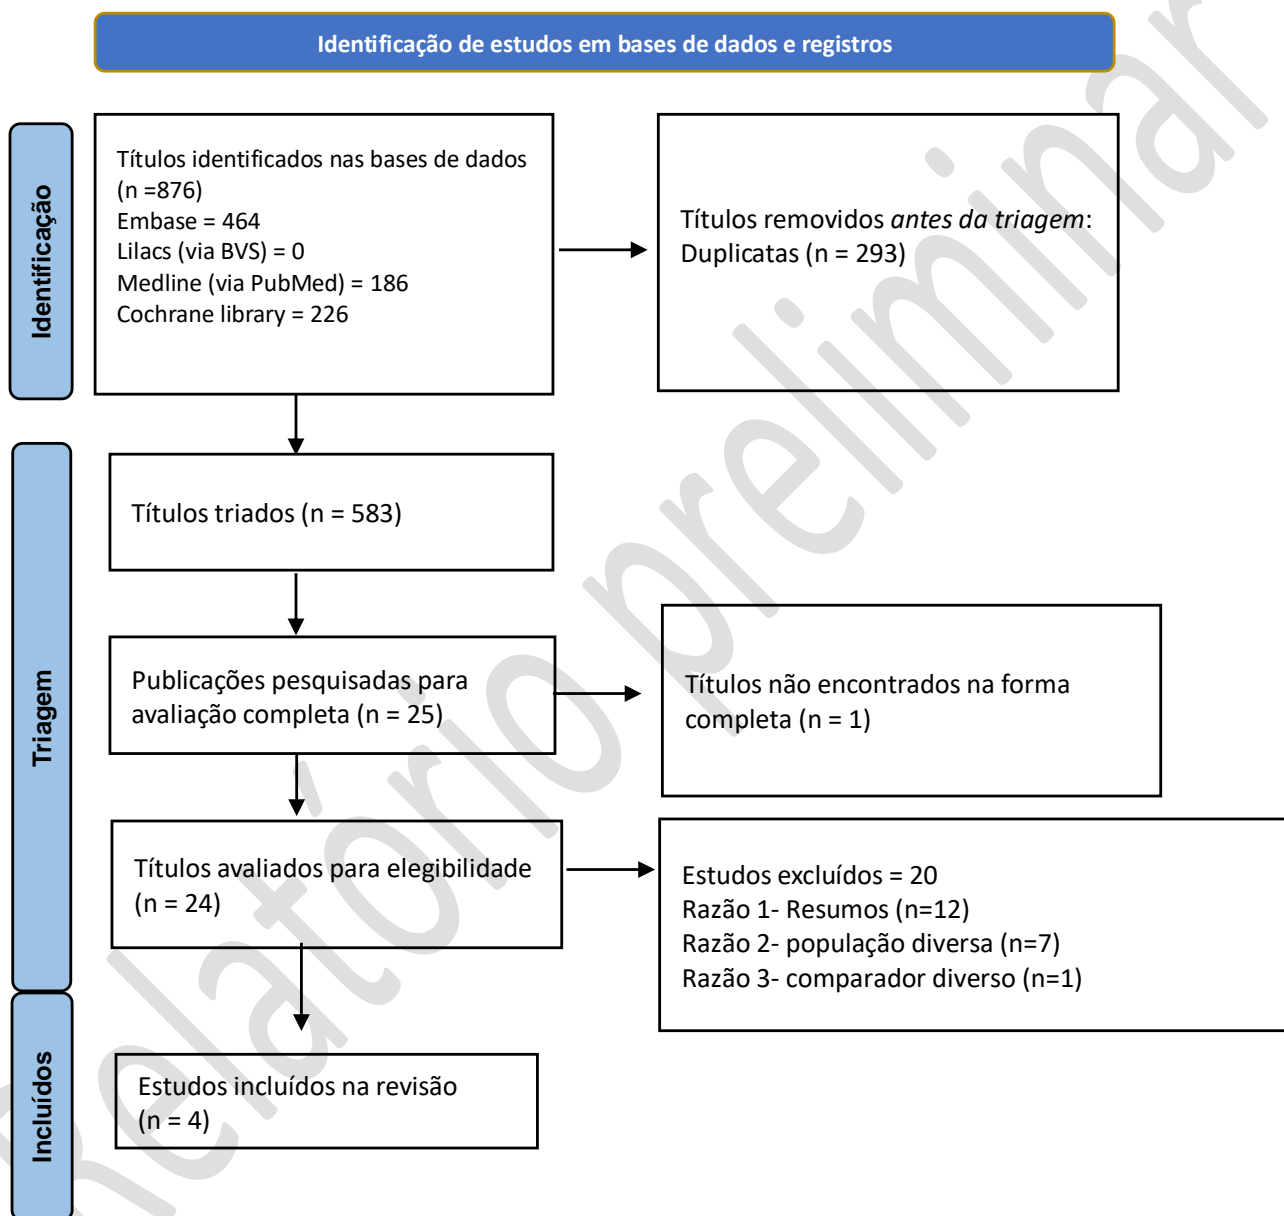 Identificação de estudos em bases de dados e registros
Identificação
Títulos identificados nas bases de dados
(n =876)
Embase = 464
Lilacs (via BVS) = 0
Medline (via PubMed) = 186
Cochrane library = 226
Títulos removidos antes da triagem:
Duplicatas (n = 293)
Triagem
Títulos triados (n = 583)
Publicações pesquisadas para
avaliação completa (n = 25)
Títulos não encontrados na forma
completa (n = 1)
Títulos avaliados para elegibilidade
(n = 24)
Estudos excluídos = 20
Razão 1- Resumos (n=12)
Razão 2- população diversa (n=7)
Razão 3- comparador diverso (n=1)
Incluídos
Estudos incluídos na revisão
(n = 4)
Relatório preliminar